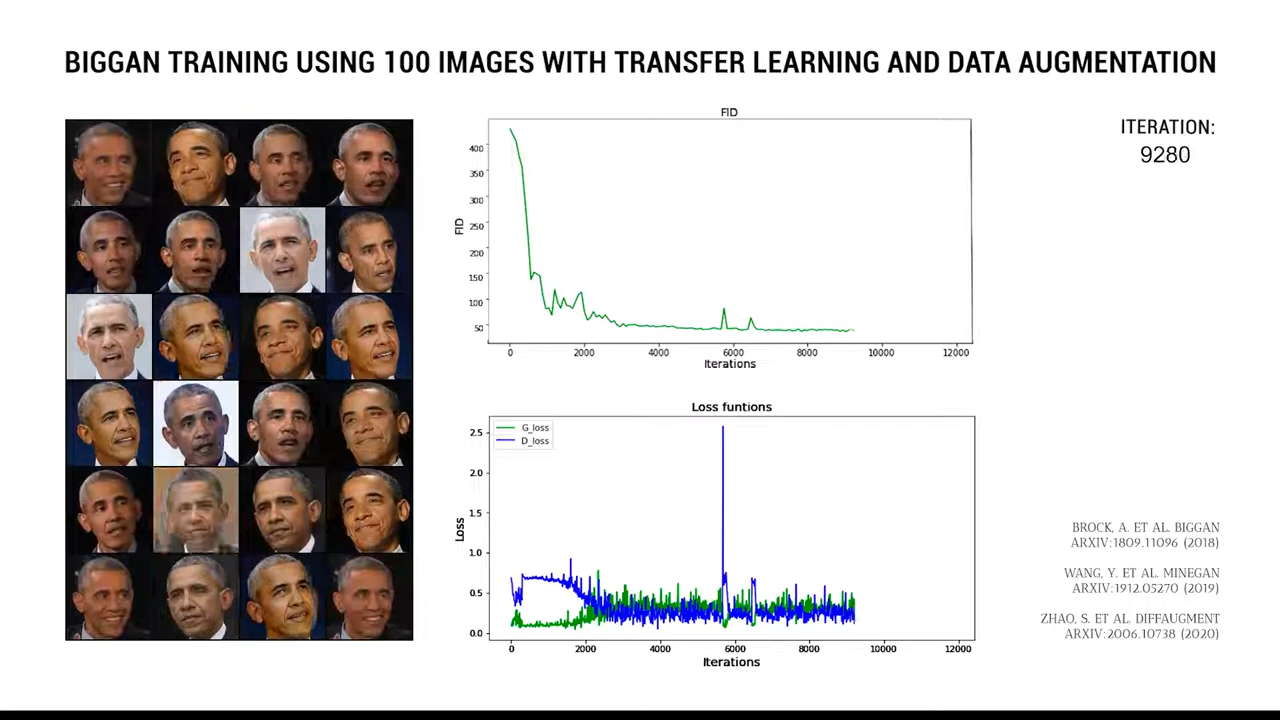 BIGGAN TRAINING USING 100 IMAGES WITH TRANSFER LEARNING AND DATA AUGMENTATION
FID
400
350
300
250
200
150
100
50
FID
0 2000 4000 6000 8000 10000 12000
Iterations
Loss funtions
G_loss
D_loss
2.5
2.0
1.5
1.0
0.5
0.0
Loss
0 2000 4000 6000 8000 10000 12000
Iterations
ITERATION:
9280
BROCK, A. ET AL. BIGGAN
ARXIV:1809.11096 (2018)
WANG, Y. ET AL. MINEGAN
ARXIV:1912.05270 (2019)
ZHAO, S. ET AL. DIFFAUGMENT
ARXIV:2006.10738 (2020)